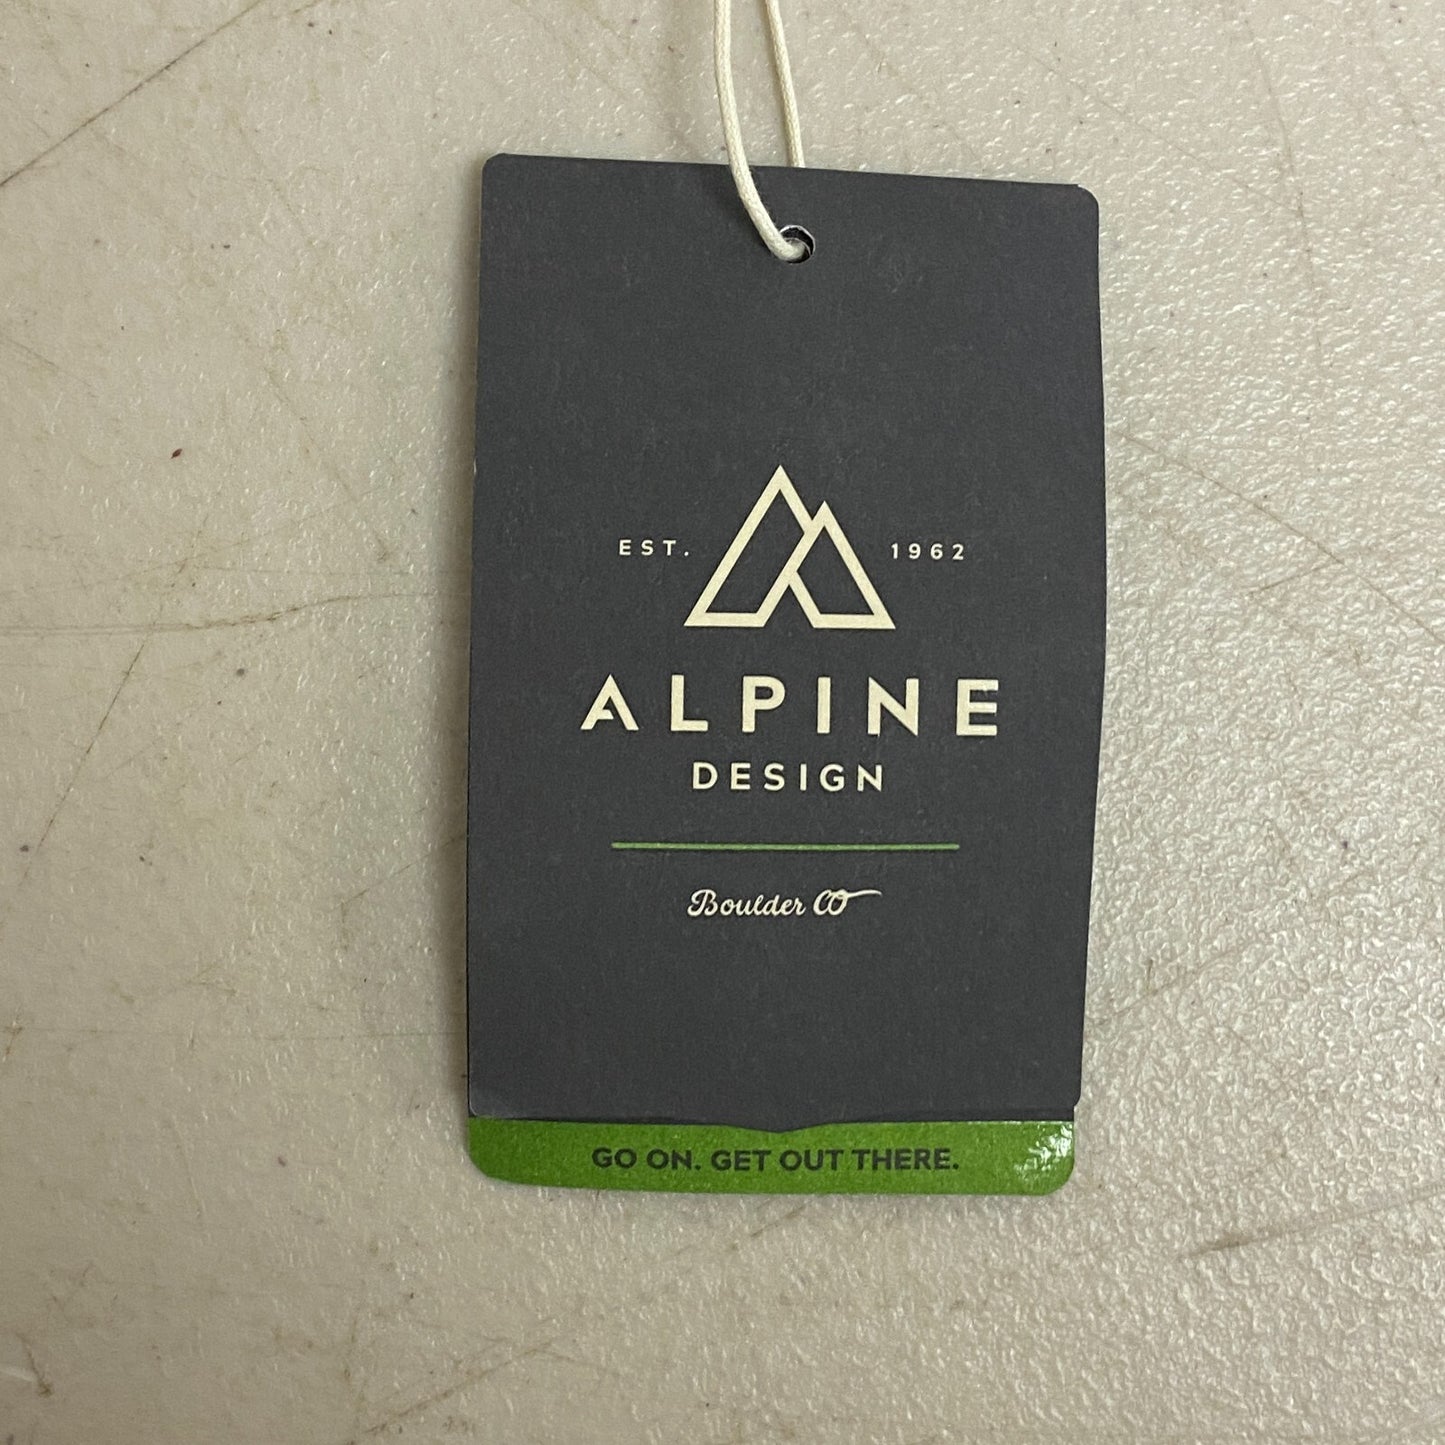 EST. 1962
ALPINE
DESIGN
Boulder CO
GO ON. GET OUT THERE.